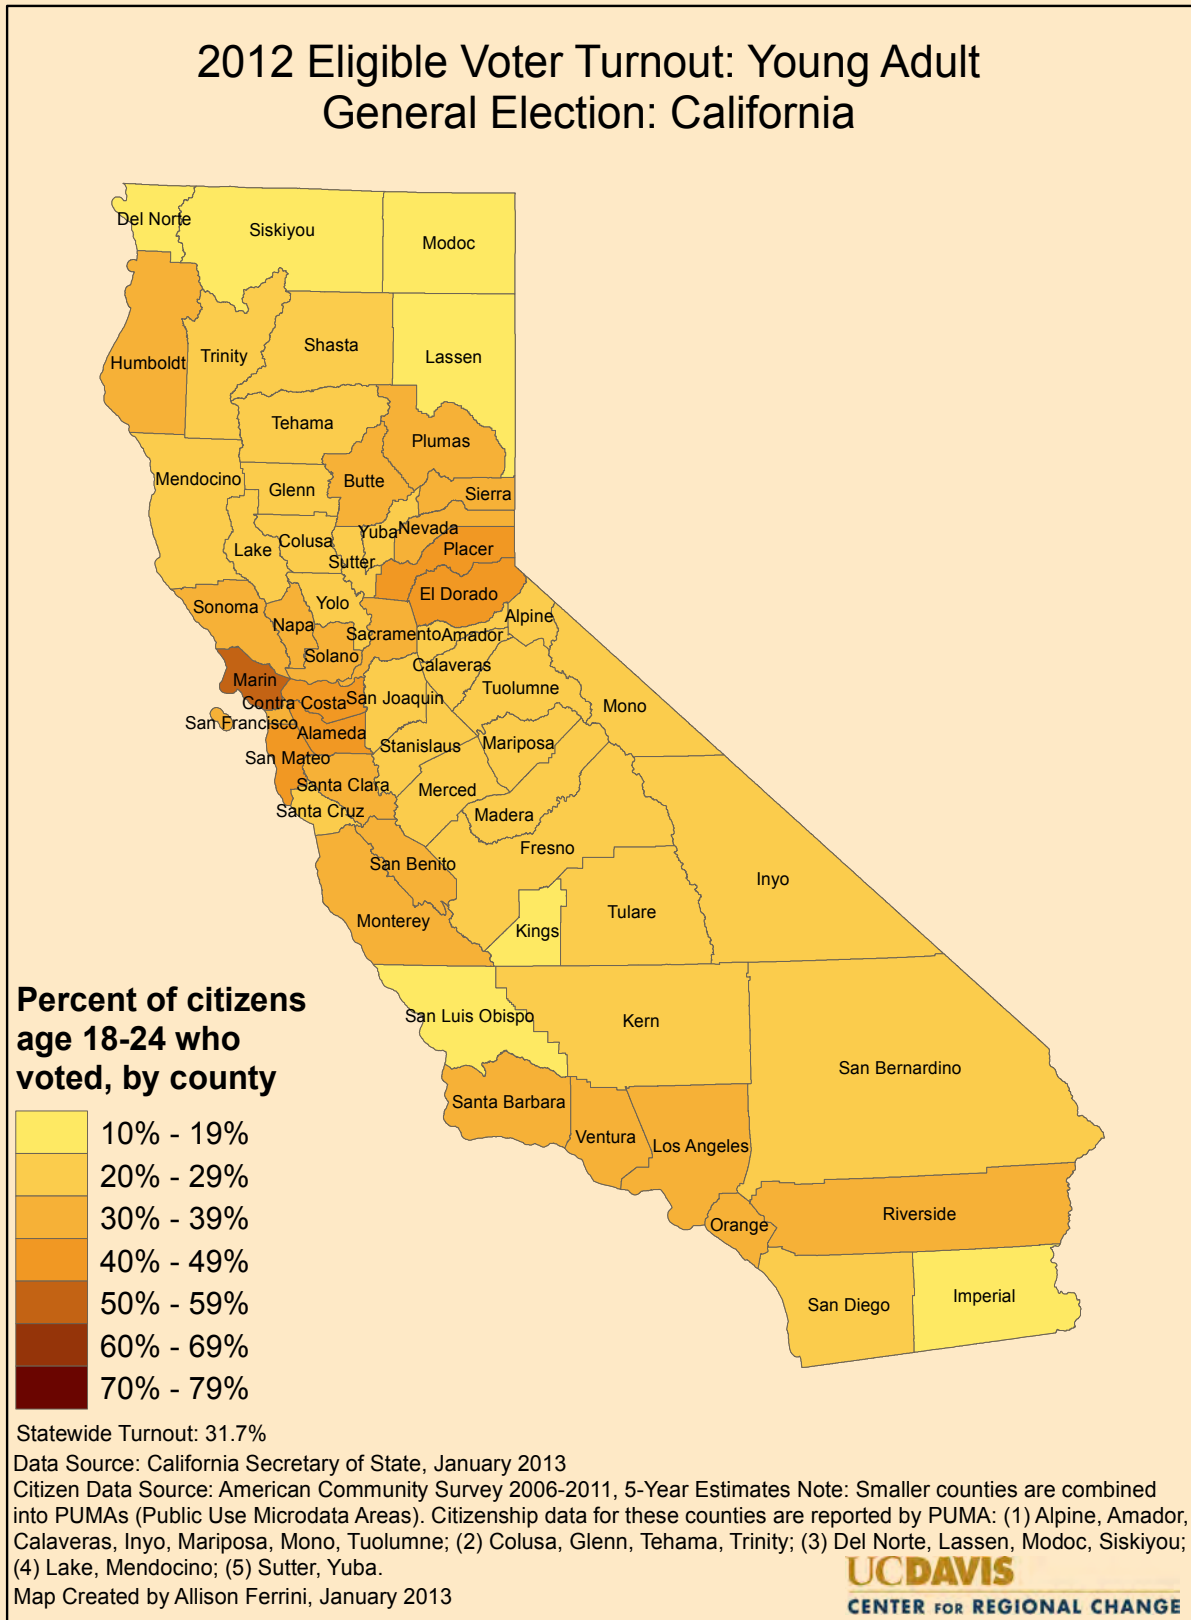 2012 Eligible Voter Turnout: Young Adult
General Election: California
Del Norte
Siskiyou
Modoc
Humboldt
Trinity
Shasta
Lassen
Tehama
Plumas
Mendocino
Glenn
Butte
Sierra
Lake
Colusa
Sutter
Yuba
Nevada
Placer
El Dorado
Sonoma
Napa
Yolo
Solano
Sacramento
Amador
Alpine
Marin
Contra Costa
San Joaquin
Calaveras
Tuolumne
Mono
San Francisco
Alameda
Stanislaus
Mariposa
San Mateo
Santa Clara
Merced
Santa Cruz
Madera
San Benito
Fresno
Inyo
Monterey
Kings
Tulare
San Luis Obispo
Kern
San Bernardino
Santa Barbara
Ventura
Los Angeles
Orange
Riverside
San Diego
Imperial
Percent of citizens
age 18-24 who
voted, by county
10% - 19%
20% - 29%
30% - 39%
40% - 49%
50% - 59%
60% - 69%
70% - 79%
Statewide Turnout: 31.7%
Data Source: California Secretary of State, January 2013
Citizen Data Source: American Community Survey 2006-2011, 5-Year Estimates Note: Smaller counties are combined
into PUMAs (Public Use Microdata Areas). Citizenship data for these counties are reported by PUMA: (1) Alpine, Amador,
Calaveras, Inyo, Mariposa, Mono, Tuolumne; (2) Colusa, Glenn, Tehama, Trinity; (3) Del Norte, Lassen, Modoc, Siskiyou;
(4) Lake, Mendocino; (5) Sutter, Yuba.
Map Created by Allison Ferrini, January 2013
UCDAVIS
CENTER FOR REGIONAL CHANGE